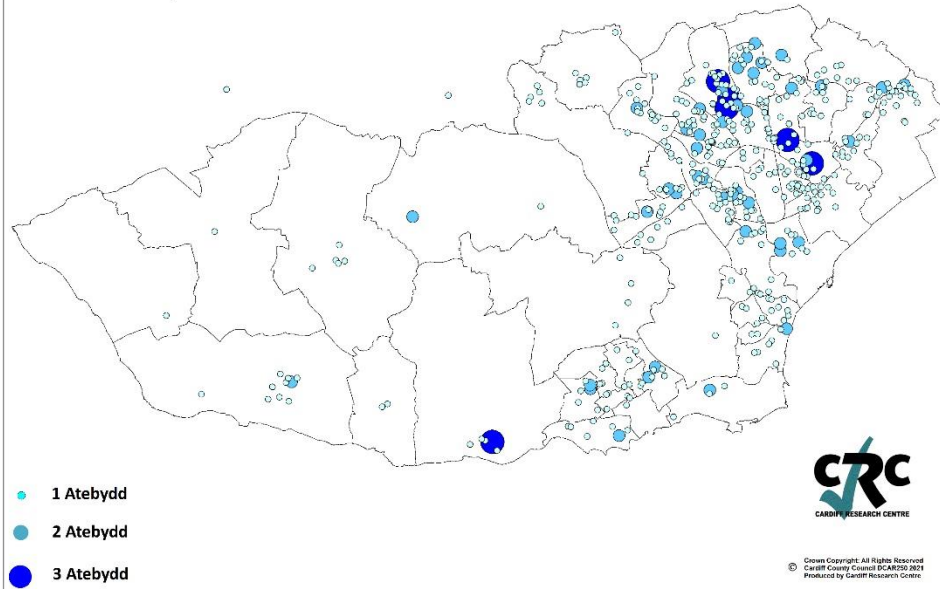 1 Atebydd
2 Atebydd
3 Atebydd
CRC
CARDIFF RESEARCH CENTRE
© Crown Copyright: All Rights Reserved
Cardiff County Council DCAR250 2021
Produced by Cardiff Research Centre